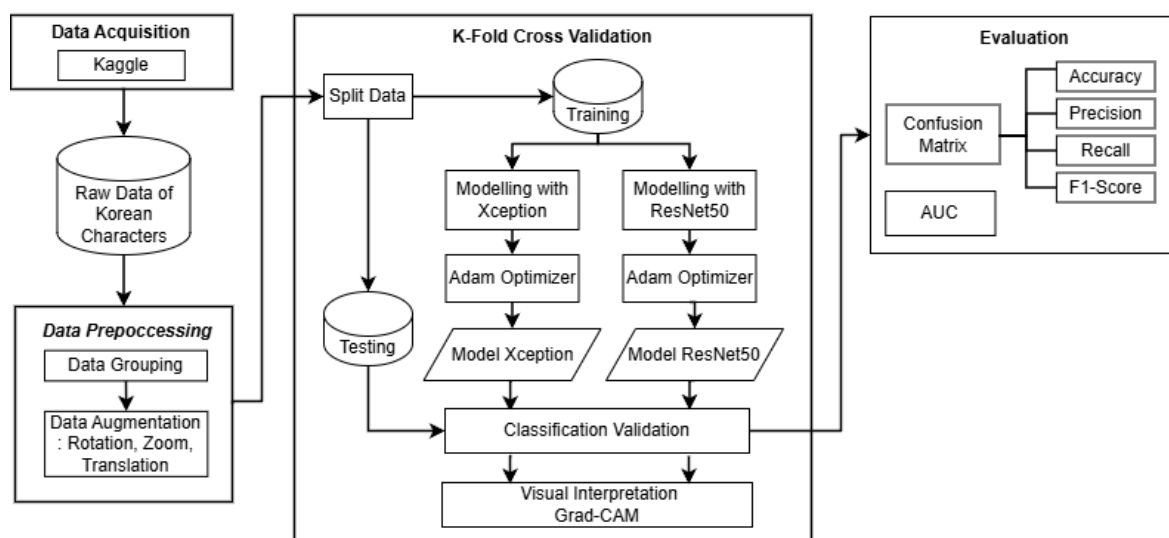 Data Acquisition
Kaggle
Raw Data of
Korean
Characters
Data Prepoccessing
Data Grouping
Data Augmentation
: Rotation, Zoom,
Translation
K-Fold Cross Validation
Split Data
Training
Testing
Modelling with
Xception
Modelling with
ResNet50
Adam Optimizer
Adam Optimizer
Model Xception
Model ResNet50
Classification Validation
Visual Interpretation
Grad-CAM
Evaluation
Confusion
Matrix
Accuracy
Precision
Recall
F1-Score
AUC